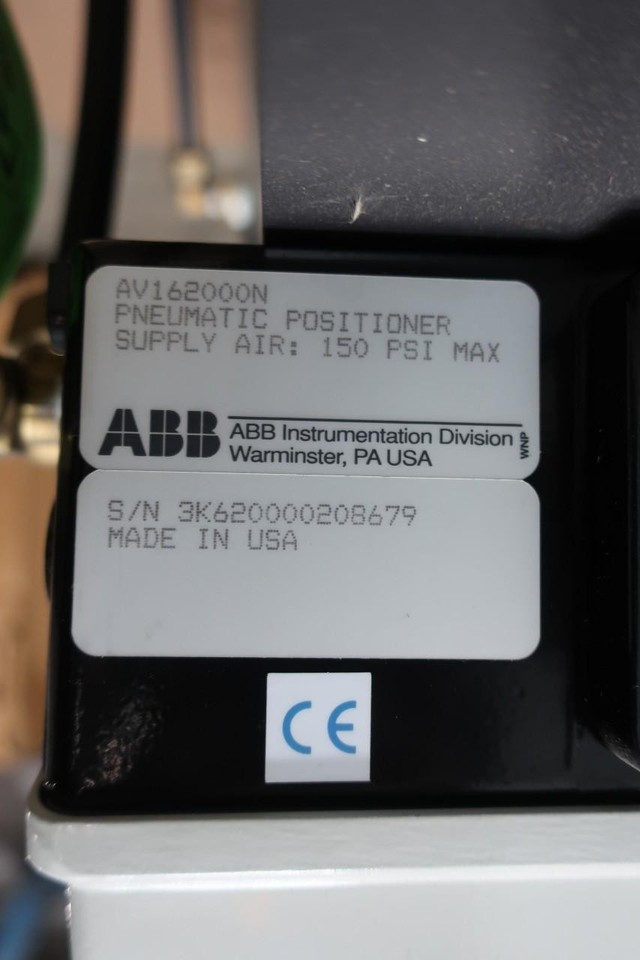 AV162000N
PNEUMATIC POSITIONER
SUPPLY AIR: 150 PSI MAX
ABB
ABB Instrumentation Division
Warminster, PA USA
WNP
S/N 3K620000208679
MADE IN USA
CE